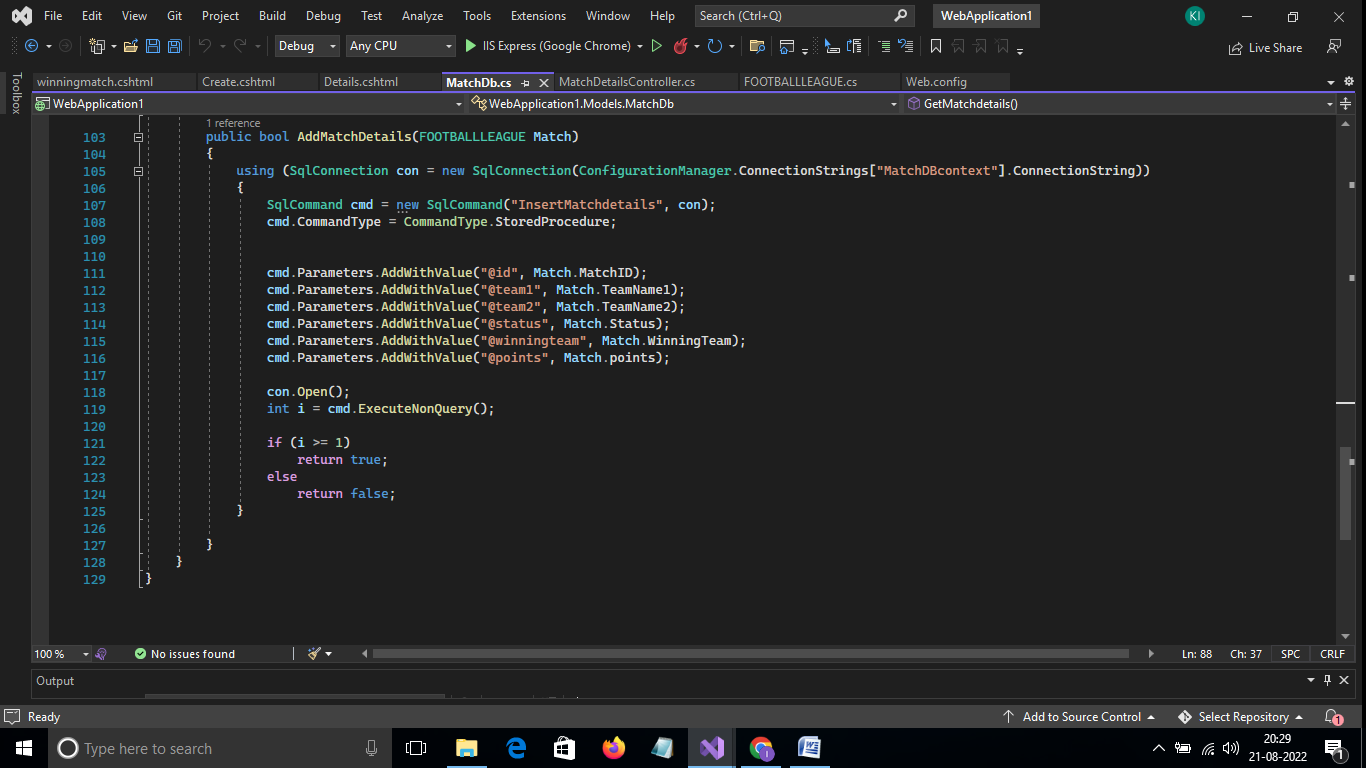 File Edit View Git Project Build Debug Test Analyze Tools Extensions Window Help Search (Ctrl+Q) WebApplication1 KI
Debug Any CPU IIS Express (Google Chrome) Live Share
Toolbox
winningmatch.cshtml Create.cshtml Details.cshtml MatchDb.cs MatchDetailsController.cs FOOTBALLLEAGUE.cs Web.config
WebApplication1 WebApplication1.Models.MatchDb GetMatchdetails()
1 reference
103 public bool AddMatchDetails(FOOTBALLLEAGUE Match)
104 {
105 using (SqlConnection con = new SqlConnection(ConfigurationManager.ConnectionStrings["MatchDBcontext"].ConnectionString))
106 {
107 SqlCommand cmd = new SqlCommand("InsertMatchdetails", con);
108 cmd.CommandType = CommandType.StoredProcedure;
109
110
111 cmd.Parameters.AddWithValue("@id", Match.MatchID);
112 cmd.Parameters.AddWithValue("@team1", Match.TeamName1);
113 cmd.Parameters.AddWithValue("@team2", Match.TeamName2);
114 cmd.Parameters.AddWithValue("@status", Match.Status);
115 cmd.Parameters.AddWithValue("@winningteam", Match.WinningTeam);
116 cmd.Parameters.AddWithValue("@points", Match.points);
117
118 con.Open();
119 int i = cmd.ExecuteNonQuery();
120
121 if (i >= 1)
122 return true;
123 else
124 return false;
125 }
126
127 }
128 }
129 }
100 % No issues found Ln: 88 Ch: 37 SPC CRLF
Output
Ready Add to Source Control Select Repository 1
Type here to search 20:29
21-08-2022 1